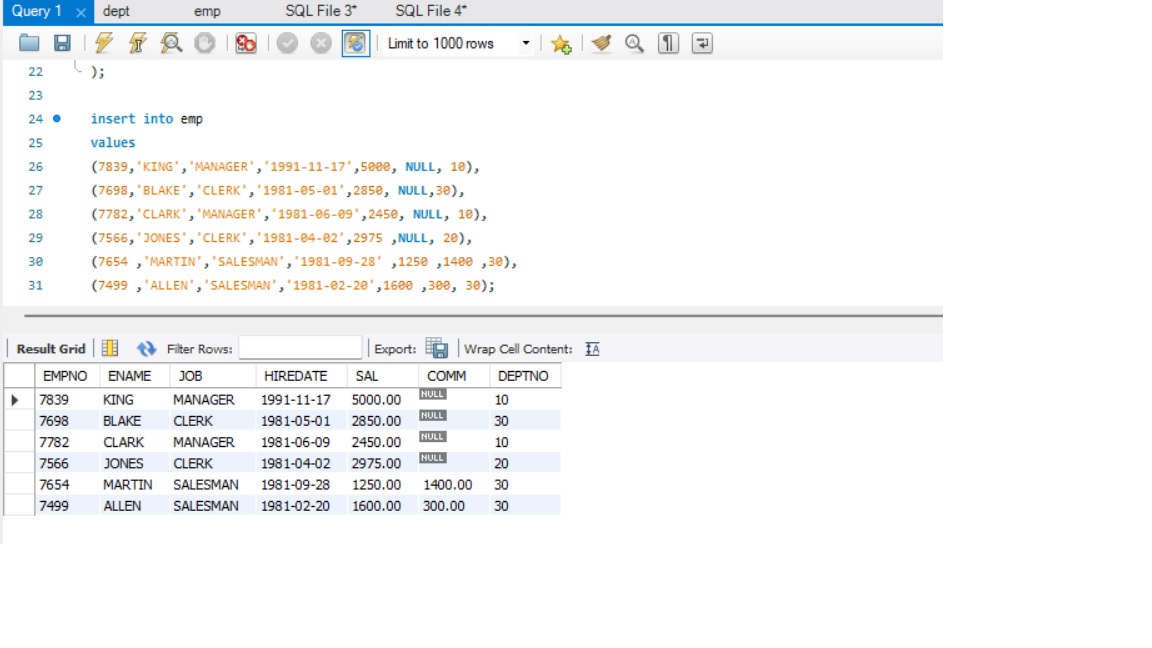 Query 1 × dept emp SQL File 3* SQL File 4*
Limit to 1000 rows
22 );
23
24 insert into emp
25 values
26 (7839,'KING','MANAGER','1991-11-17',5000, NULL, 10),
27 (7698,'BLAKE','CLERK','1981-05-01',2850, NULL,30),
28 (7782,'CLARK','MANAGER','1981-06-09',2450, NULL, 10),
29 (7566,'JONES','CLERK','1981-04-02',2975 ,NULL, 20),
30 (7654 ,'MARTIN','SALESMAN','1981-09-28' ,1250 ,1400 ,30),
31 (7499 ,'ALLEN','SALESMAN','1981-02-20',1600 ,300, 30);
Result Grid Filter Rows: Export: Wrap Cell Content: IA
EMPNO ENAME JOB HIREDATE SAL COMM DEPTNO
7839 KING MANAGER 1991-11-17 5000.00 NULL 10
7698 BLAKE CLERK 1981-05-01 2850.00 NULL 30
7782 CLARK MANAGER 1981-06-09 2450.00 NULL 10
7566 JONES CLERK 1981-04-02 2975.00 NULL 20
7654 MARTIN SALESMAN 1981-09-28 1250.00 1400.00 30
7499 ALLEN SALESMAN 1981-02-20 1600.00 300.00 30